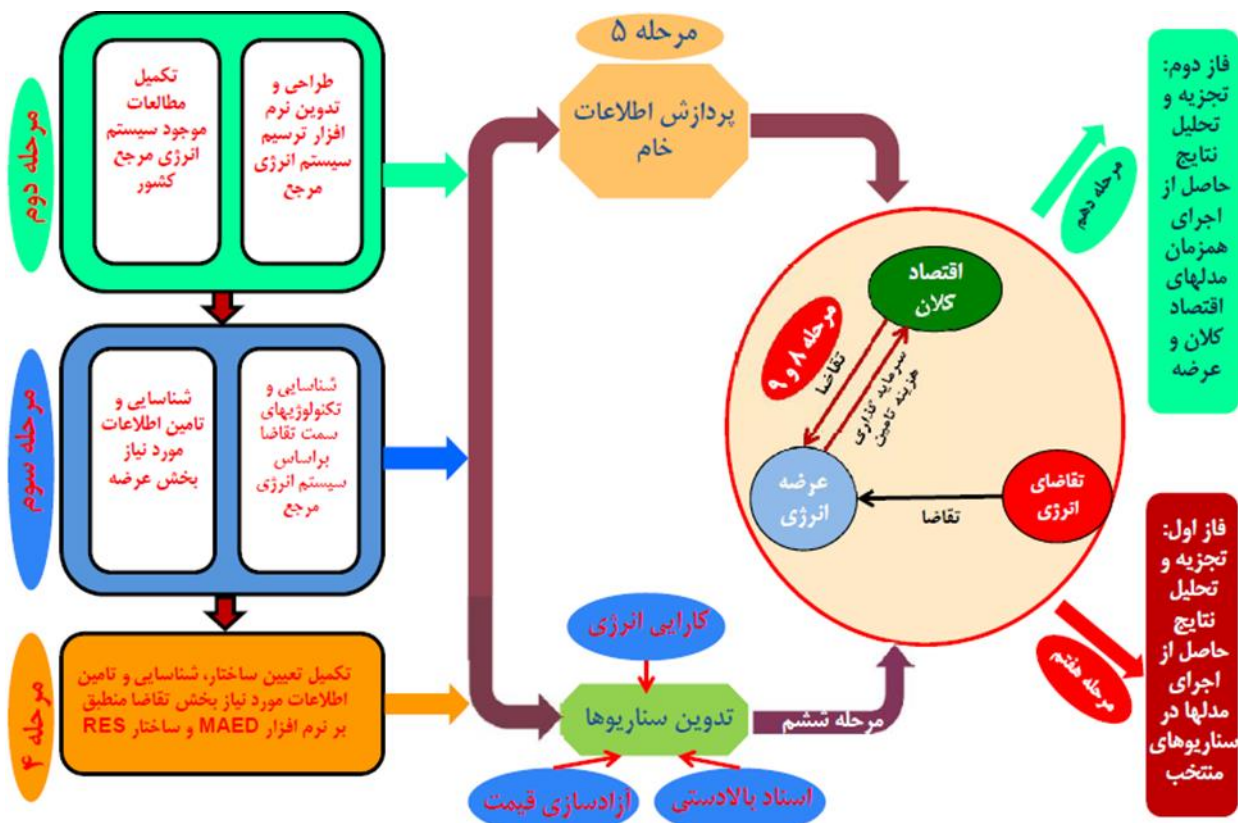 مرحله دوم
طراحی و
تدوین نرم
افزار ترسیم
سیستم انرژی
مرجع
تکمیل
مطالعات
موجود سیستم
انرژی مرجع
کشور
مرحله سوم
شناسایی و
تکنولوژیهای
سمت تقاضا
براساس
سیستم انرژی
مرجع
شناسایی و
تامین اطلاعات
مورد نیاز
بخش عرضه
مرحله ۴
تکمیل تعیین ساختار، شناسایی و تامین
اطلاعات مورد نیاز بخش تقاضا منطبق
بر نرم افزار MAED و ساختار RES
مرحله ۵
پردازش اطلاعات
خام
کارایی انرژی
تدوین سناریوها
آزادسازی قیمت
اسناد بالادستی
مرحله ششم
اقتصاد
کلان
مرحله ۸ و ۹
تقاضا
سرمایه گذاری
هزینه تامین
عرضه
انرژی
تقاضا
تقاضای
انرژی
مرحله هفتم
فاز اول:
تجزیه و
تحلیل
نتایج
حاصل از
اجرای
مدلها در
سناریوهای
منتخب
مرحله دهم
فاز دوم:
تجزیه و
تحلیل
نتایج
حاصل از
اجرای
همزمان
مدلهای
اقتصاد
کلان و
عرضه